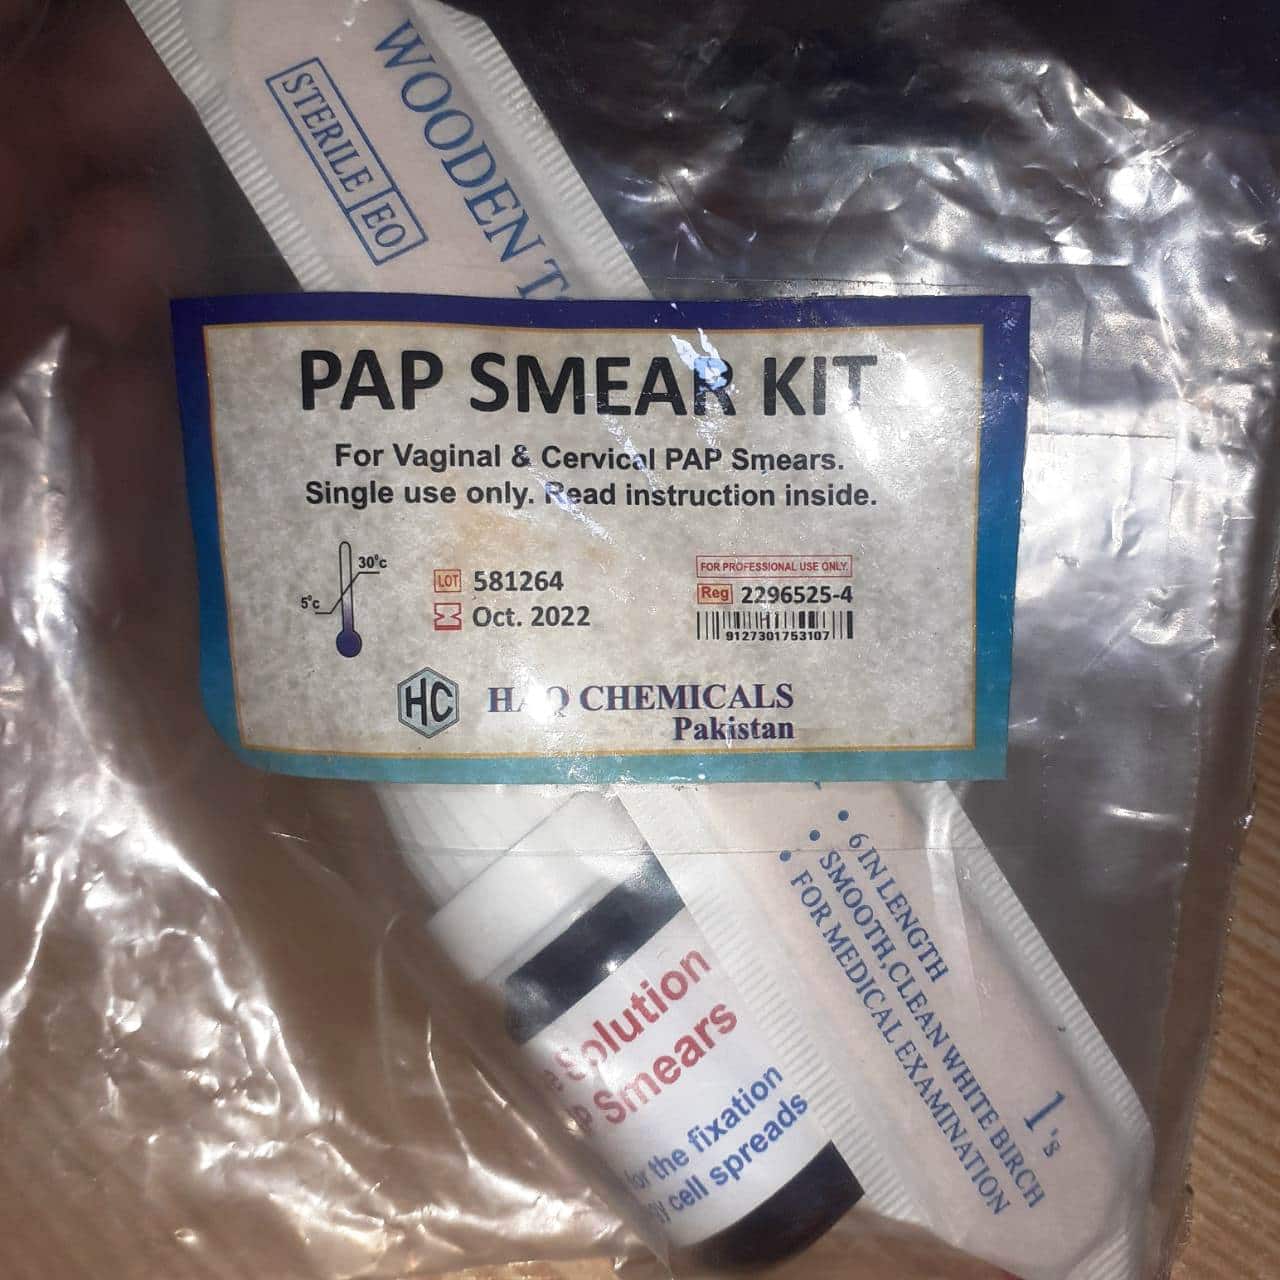 WOODEN
STERILE EO
PAP SMEAR KIT
For Vaginal & Cervical PAP Smears.
Single use only. Read instruction inside.
30°c
5°c
LOT 581264
Oct. 2022
FOR PROFESSIONAL USE ONLY.
Reg 2296525-4
9127301753107
HC
HAQ CHEMICALS
Pakistan
• 6 IN LENGTH
• SMOOTH,CLEAN WHITE BIRCH
• FOR MEDICAL EXAMINATION
1's
Solution
Smears
for the fixation
cell spreads